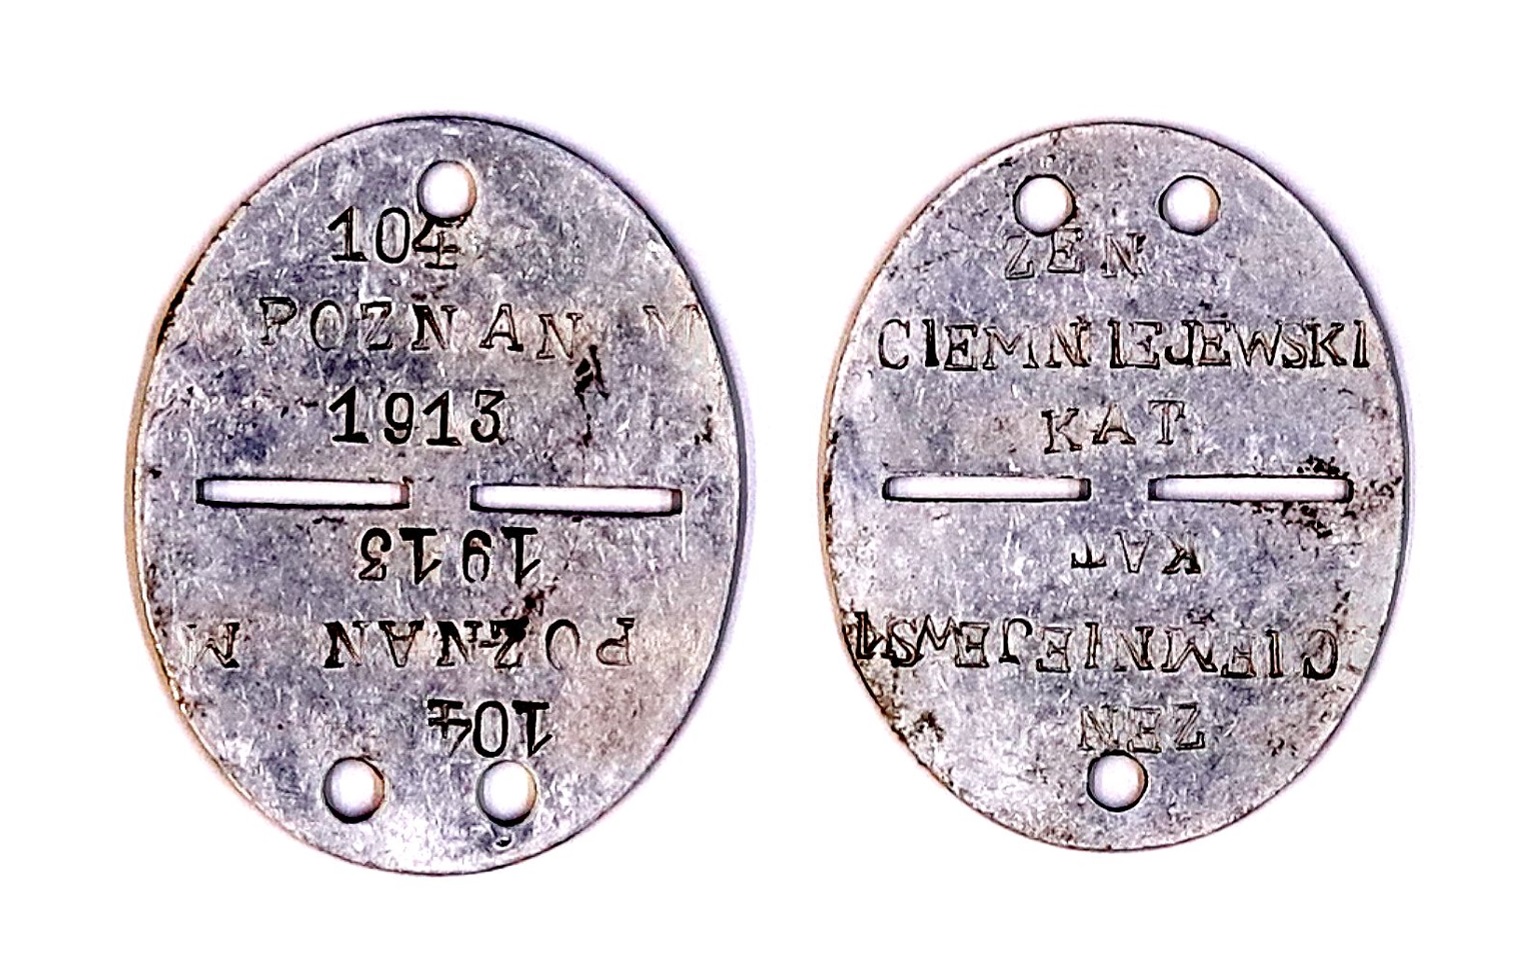 104
POZNAN M
1913
1913
POZNAN M
104
ZEN
CIEMNIEJEWSKI
KAT
KAT
CIEMNIEJEWSKI
ZEN